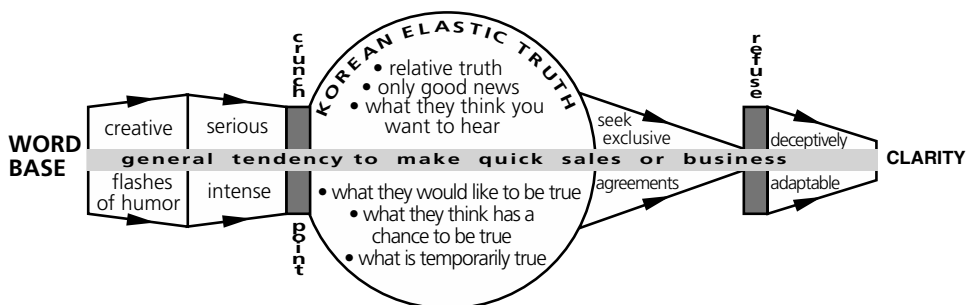 WORD
BASE
creative
serious
flashes
of humor
intense
crunch
point
KOREAN ELASTIC TRUTH
• relative truth
• only good news
• what they think you
want to hear
general tendency to make quick sales or business
• what they would like to be true
• what they think has a
chance to be true
• what is temporarily true
seek
exclusive
agreements
refuse
deceptively
adaptable
CLARITY